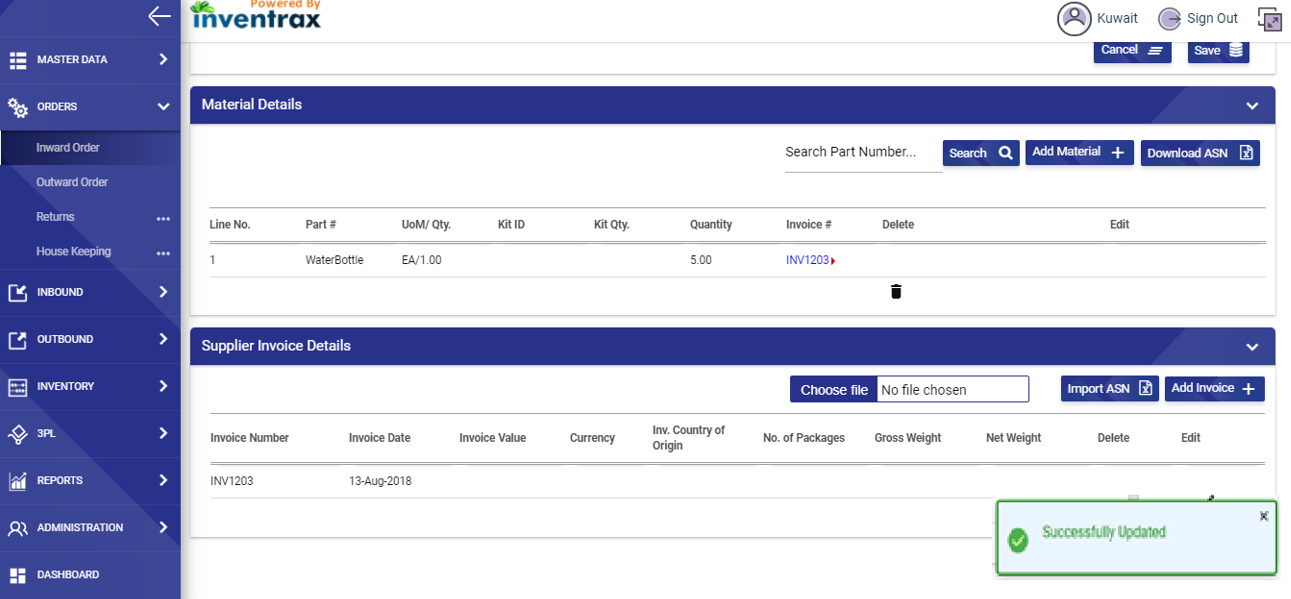 Powered By
inventrax
Kuwait
Sign Out
Cancel
Save
MASTER DATA
ORDERS
Inward Order
Outward Order
Returns
House Keeping
INBOUND
OUTBOUND
INVENTORY
3PL
REPORTS
ADMINISTRATION
DASHBOARD
Material Details
Search Part Number...
Search
Add Material +
Download ASN
Line No. Part # UoM/ Qty. Kit ID Kit Qty. Quantity Invoice # Delete Edit
1 WaterBottle EA/1.00 5.00 INV1203
Supplier Invoice Details
Choose file No file chosen
Import ASN
Add Invoice +
Invoice Number Invoice Date Invoice Value Currency Inv. Country of Origin No. of Packages Gross Weight Net Weight Delete Edit
INV1203 13-Aug-2018
Successfully Updated